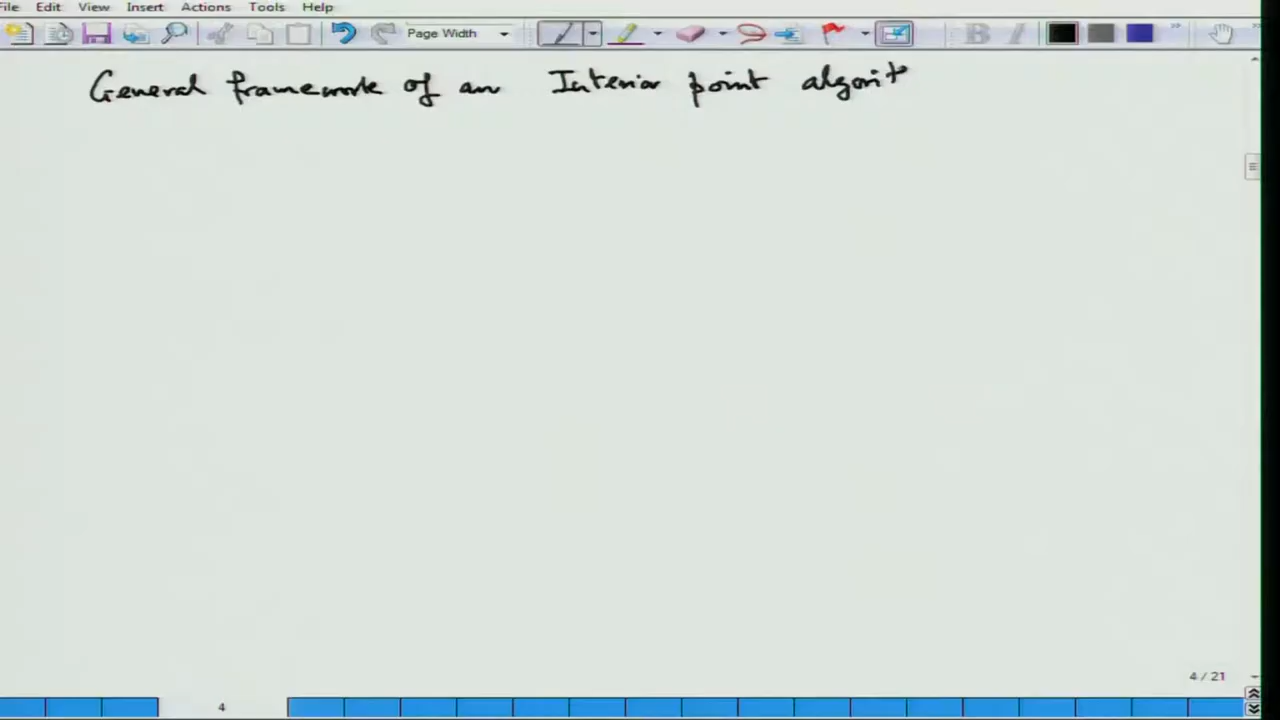 File Edit View Insert Actions Tools Help
Page Width
B I
General framework of an Interior point algorit
4 / 21
4